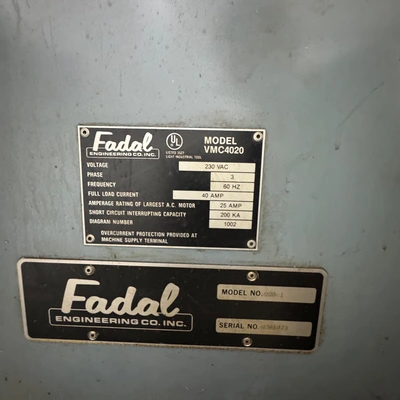 Fadal
ENGINEERING CO. INC.
UL
LISTED 35Z7
LIGHT INDUSTRIAL TOOL
MODEL
VMC4020
VOLTAGE 230 VAC
PHASE 3
FREQUENCY 60 HZ
FULL LOAD CURRENT 40 AMP
AMPERAGE RATING OF LARGEST A.C. MOTOR 25 AMP
SHORT CIRCUIT INTERRUPTING CAPACITY 200 KA
DIAGRAM NUMBER 1002
OVERCURRENT PROTECTION PROVIDED AT
MACHINE SUPPLY TERMINAL
Fadal
ENGINEERING CO. INC.
MODEL NO.
SERIAL NO.